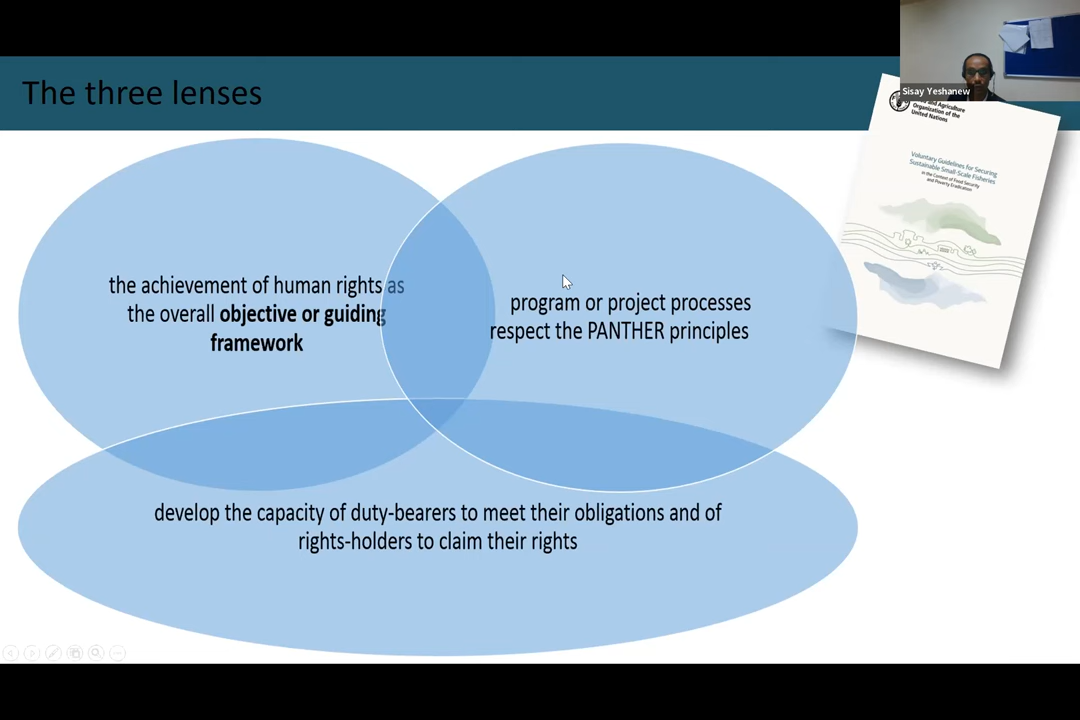 The three lenses
Sisay Yeshanew
and Agriculture
Organization of the
United Nations
Voluntary Guidelines for Securing
Sustainable Small-Scale Fisheries
in the Context of Food Security
and Poverty Eradication
the achievement of human rights as
the overall objective or guiding
framework
program or project processes
respect the PANTHER principles
develop the capacity of duty-bearers to meet their obligations and of
rights-holders to claim their rights